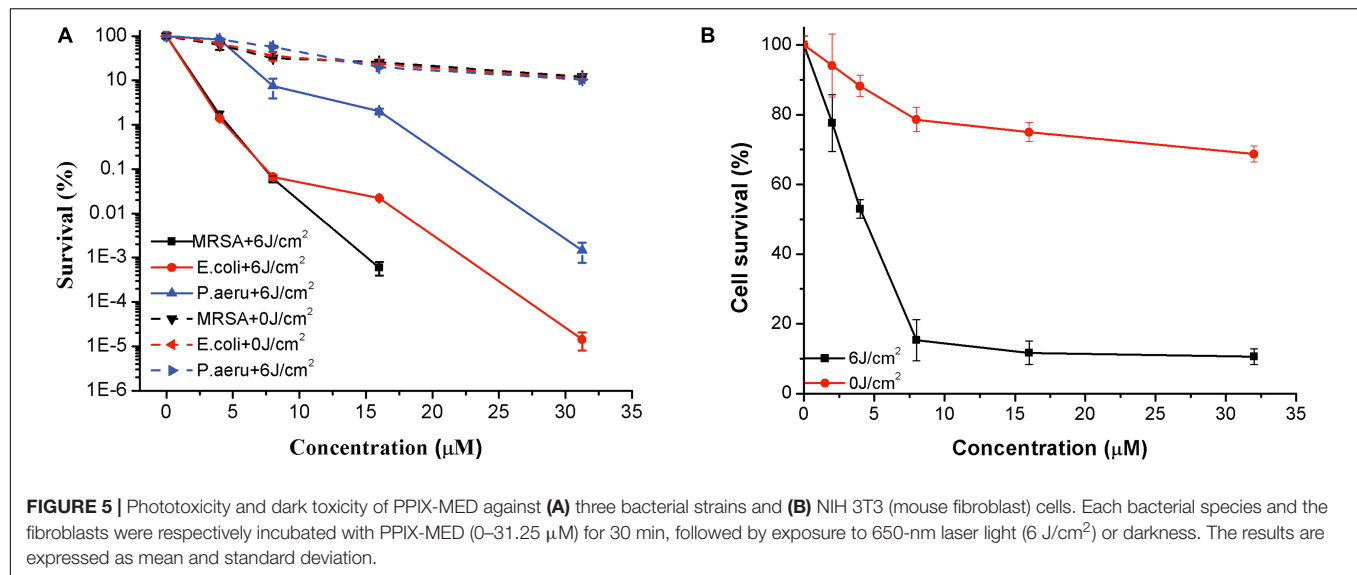 A
100
10
1
0.1
0.01
1E-3
1E-4
1E-5
1E-6
Survival (%)
MRSA+6J/cm²
E.coli+6J/cm²
P.aeru+6J/cm²
MRSA+0J/cm²
E.coli+0J/cm²
P.aeru+6J/cm²
0 5 10 15 20 25 30 35
Concentration (μM)
B
100
80
60
40
20
0
Cell survival (%)
6J/cm²
0J/cm²
0 5 10 15 20 25 30 35
Concentration (μM)
FIGURE 5 | Phototoxicity and dark toxicity of PPIX-MED against (A) three bacterial strains and (B) NIH 3T3 (mouse fibroblast) cells. Each bacterial species and the
fibroblasts were respectively incubated with PPIX-MED (0–31.25 μM) for 30 min, followed by exposure to 650-nm laser light (6 J/cm²) or darkness. The results are
expressed as mean and standard deviation.